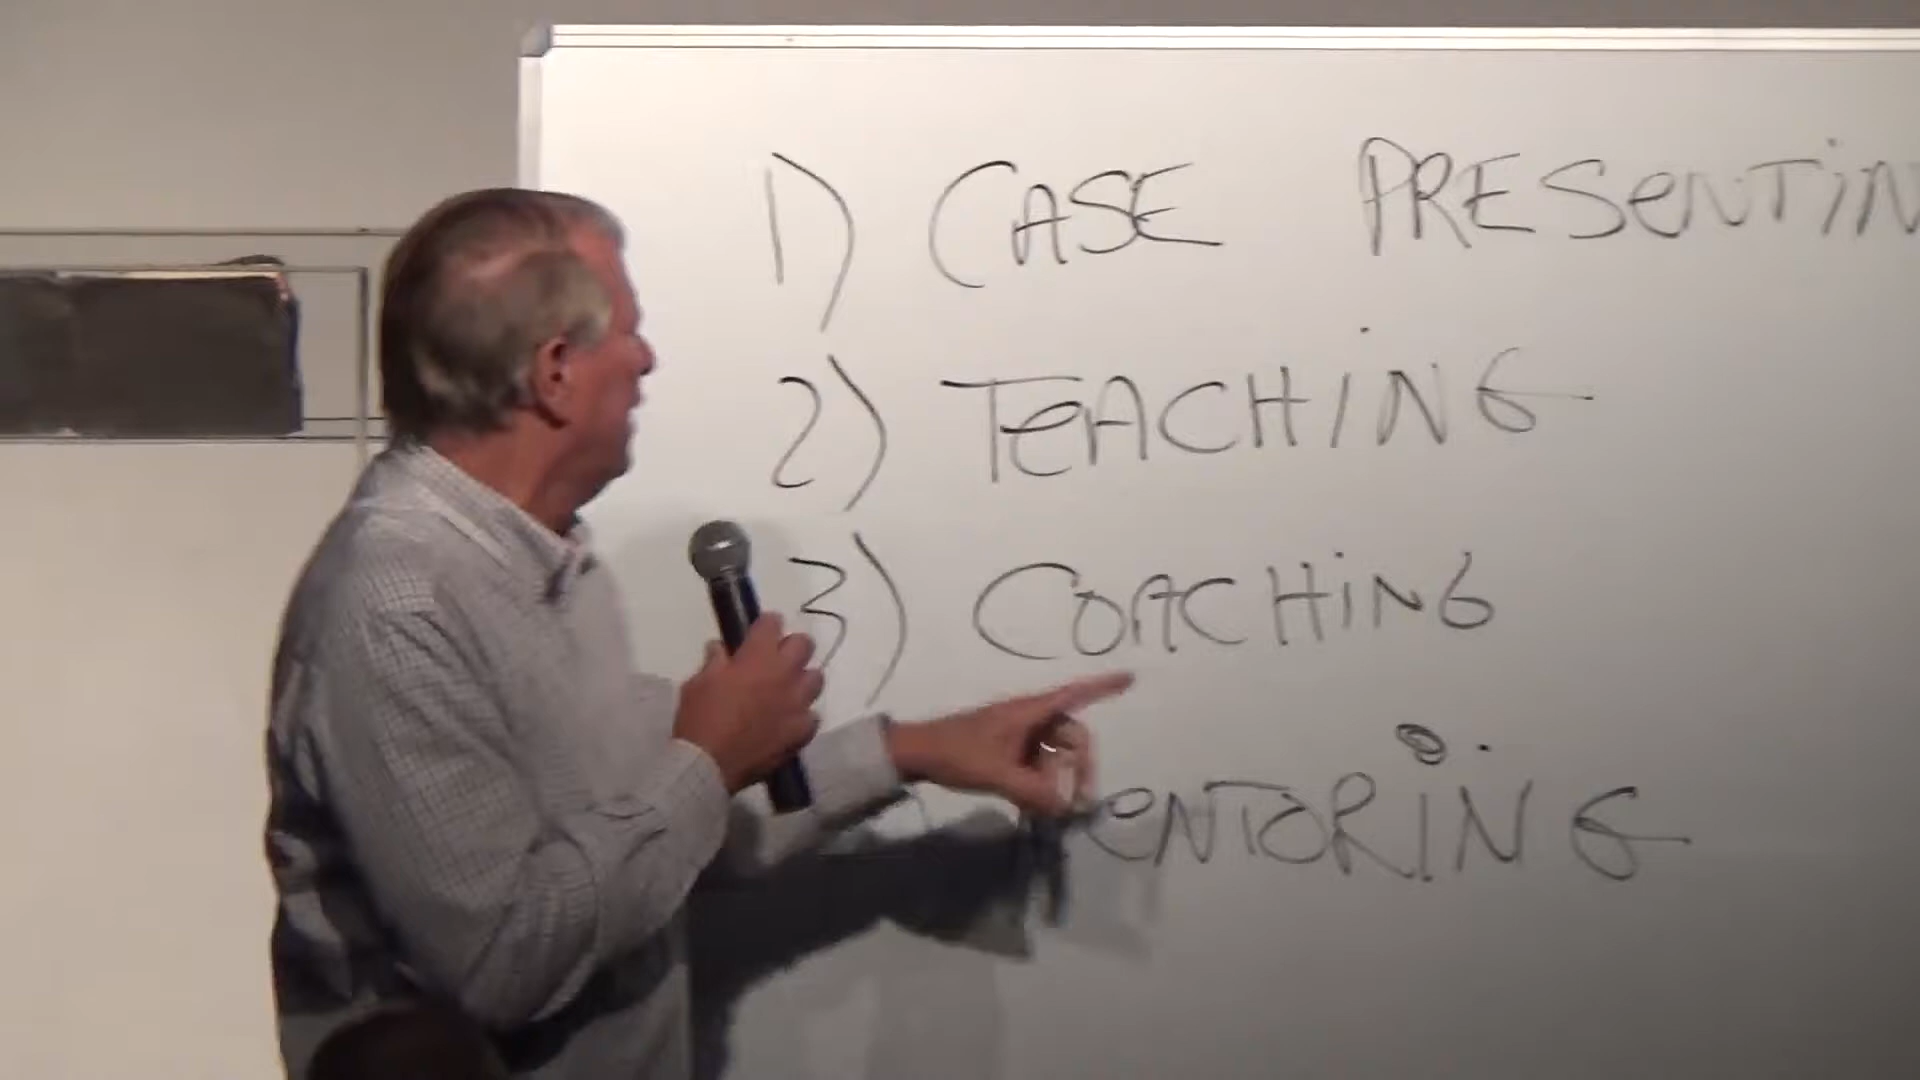 1) CASE PRESENTIN
2) TEACHING
3) COACHING
ENTORING